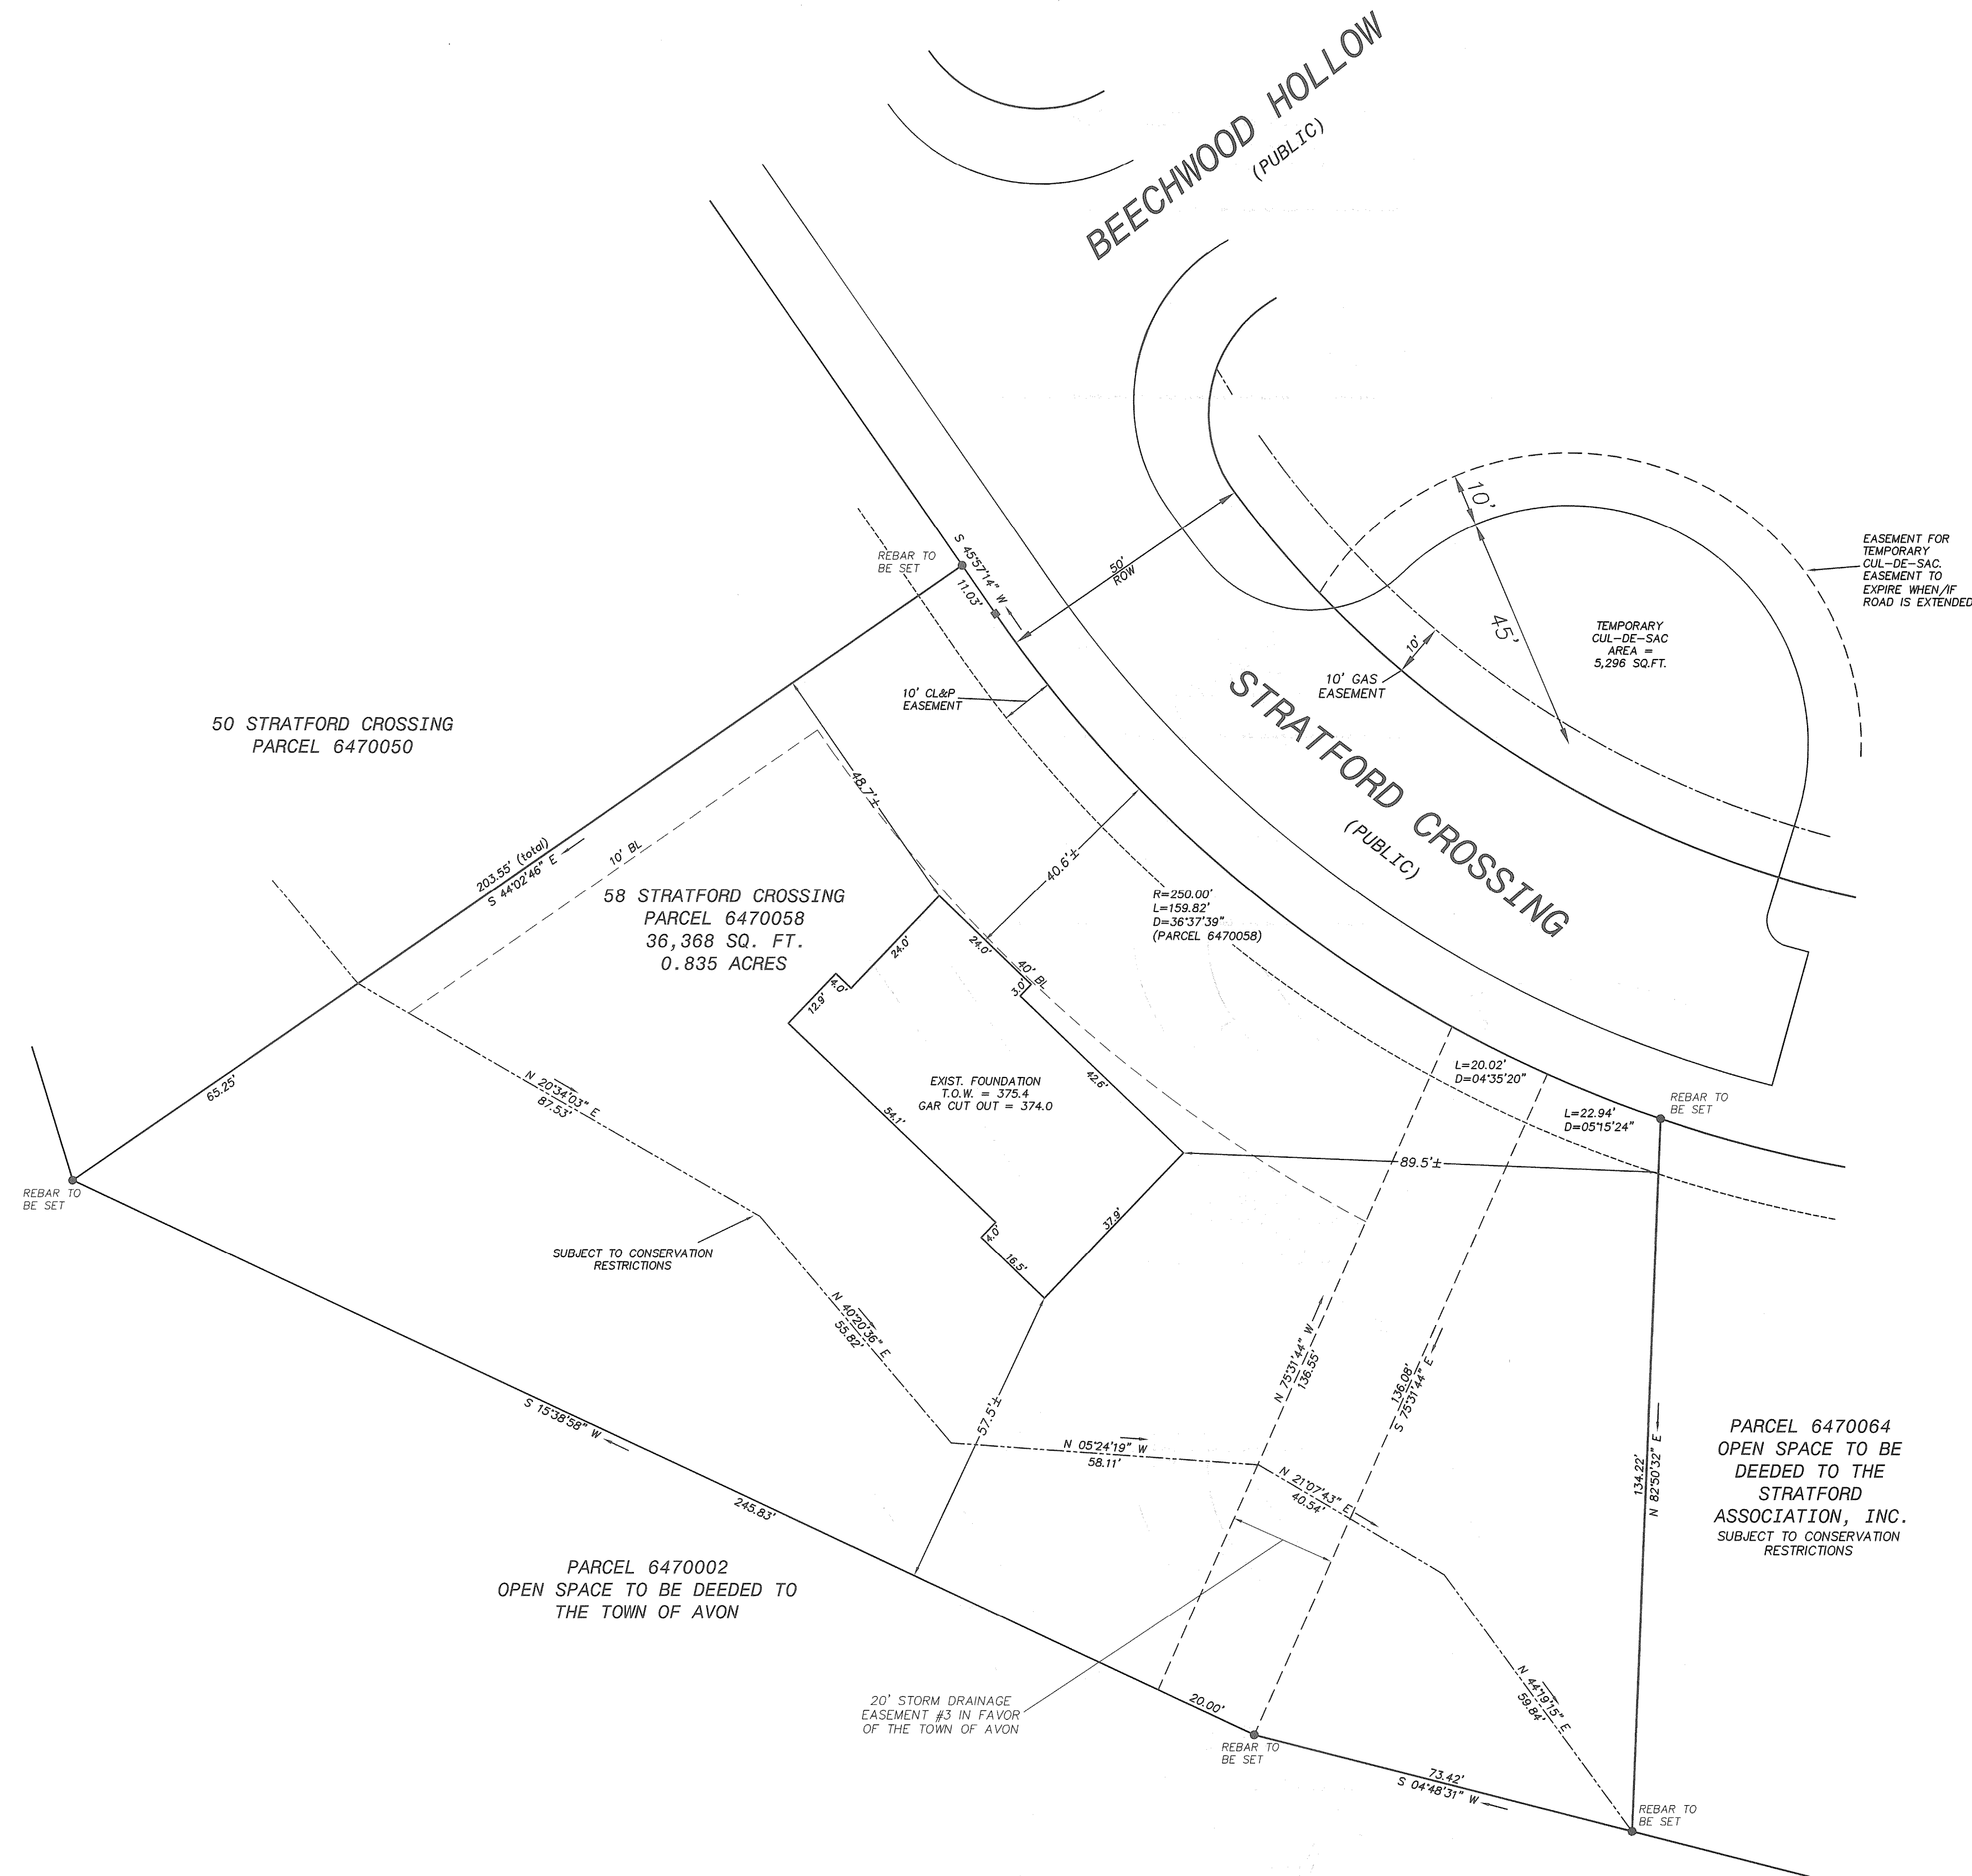 BEECHWOOD HOLLOW
(PUBLIC)
REBAR TO
BE SET
S 45°57'14" W
11.03'
50'
ROW
10'
45'
EASEMENT FOR
TEMPORARY
CUL-DE-SAC.
EASEMENT TO
EXPIRE WHEN/IF
ROAD IS EXTENDED
TEMPORARY
CUL-DE-SAC
AREA =
5,296 SQ.FT.
10'
10' GAS
EASEMENT
10' CL&P
EASEMENT
STRATFORD CROSSING
(PUBLIC)
50 STRATFORD CROSSING
PARCEL 6470050
48.7'±
40.6'±
203.55' (total)
S 44°02'46" E
10' BL
58 STRATFORD CROSSING
PARCEL 6470058
36,368 SQ. FT.
0.835 ACRES
R=250.00'
L=159.82'
D=36°37'39"
(PARCEL 6470058)
24.0'
24.0'
40' BL
3.0'
4.0'
12.9'
42.6'
EXIST. FOUNDATION
T.O.W. = 375.4
GAR CUT OUT = 374.0
54.1'
37.9'
4.0'
16.5'
L=20.02'
D=04°35'20"
L=22.94'
D=05°15'24"
REBAR TO
BE SET
89.5'±
65.25'
N 20°34'03" E
87.53'
REBAR TO
BE SET
SUBJECT TO CONSERVATION
RESTRICTIONS
N 40°20'36" E
55.82'
57.5'±
N 75°31'44" W
136.55'
136.08'
S 75°31'44" E
S 15°38'58" W
245.83'
N 05°24'19" W
58.11'
N 21°07'43" E
40.54'
134.22'
N 82°50'32" E
PARCEL 6470064
OPEN SPACE TO BE
DEEDED TO THE
STRATFORD
ASSOCIATION, INC.
SUBJECT TO CONSERVATION
RESTRICTIONS
PARCEL 6470002
OPEN SPACE TO BE DEEDED TO
THE TOWN OF AVON
20' STORM DRAINAGE
EASEMENT #3 IN FAVOR
OF THE TOWN OF AVON
20.00'
REBAR TO
BE SET
N 44°19'15" E
59.84'
73.42'
S 04°48'31" W
REBAR TO
BE SET